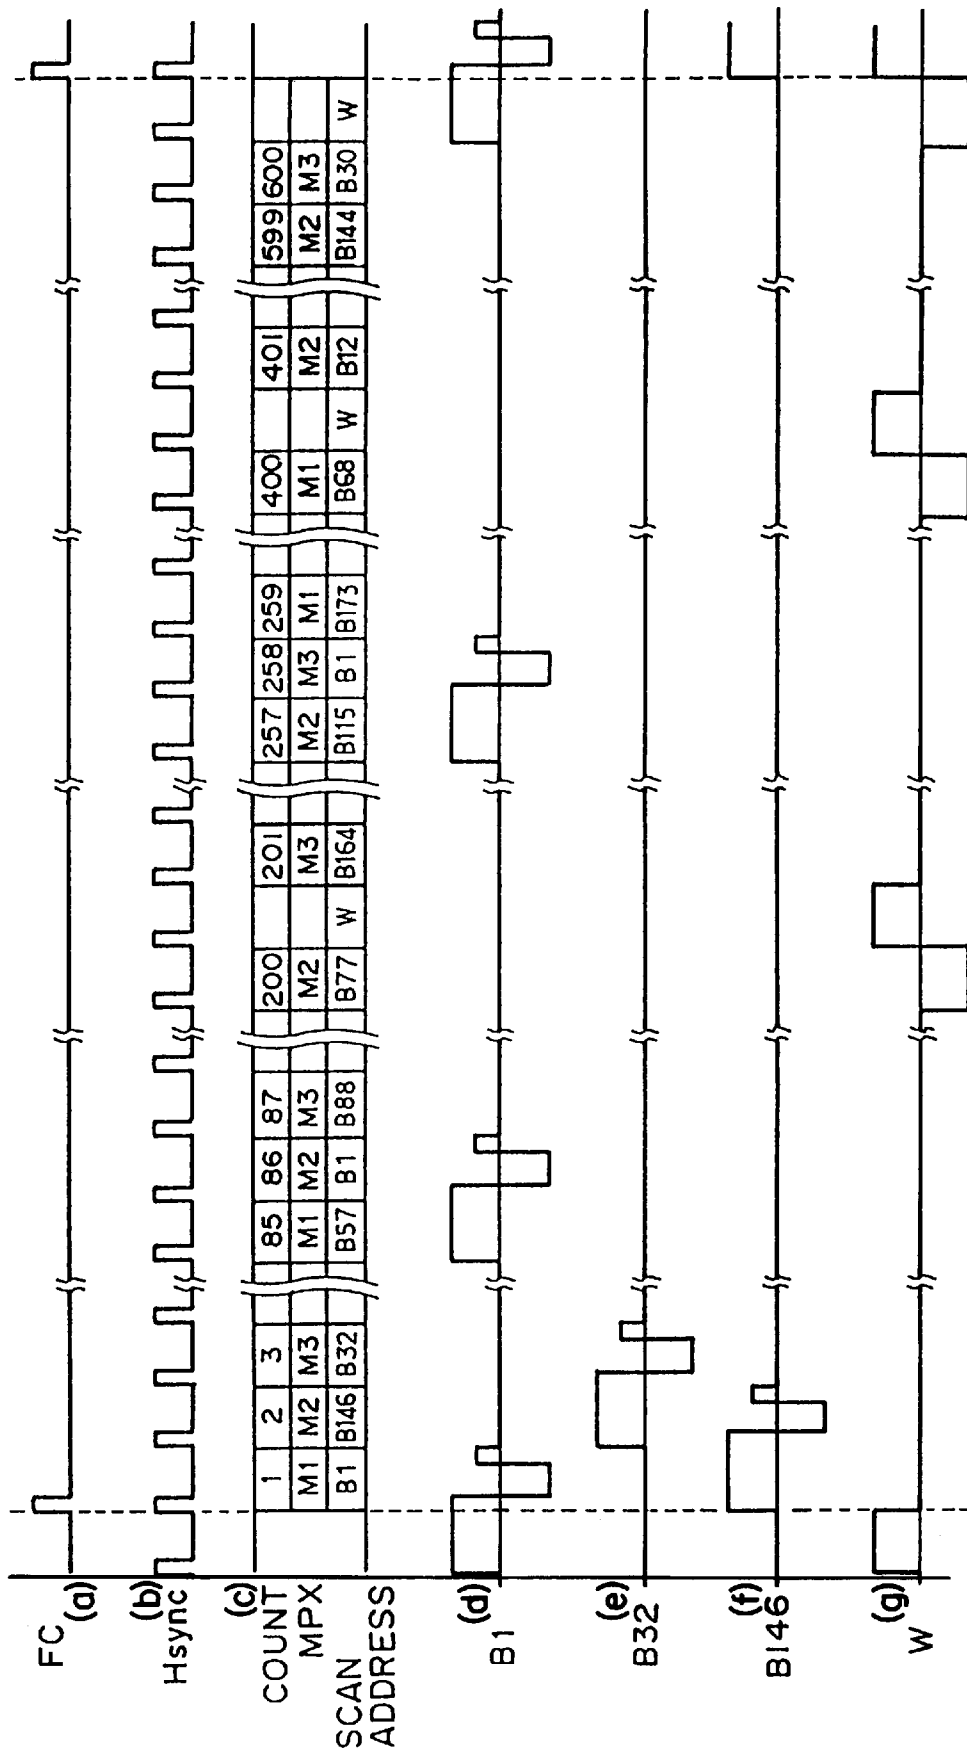 FC (a)
Hsync (b)
(c)
COUNT 1 2 3 85 86 87 200 201 257 258 259 400 401 599 600
MPX M1 M2 M3 M1 M2 M3 M2 M3 M2 M3 M1 M1 M2 M2 M3
SCAN ADDRESS B1 B146 B32 B57 B1 B88 B77 W B164 B115 B1 B173 B68 W B12 B144 B30 W
B1 (d)
B32 (e)
B146 (f)
W (g)